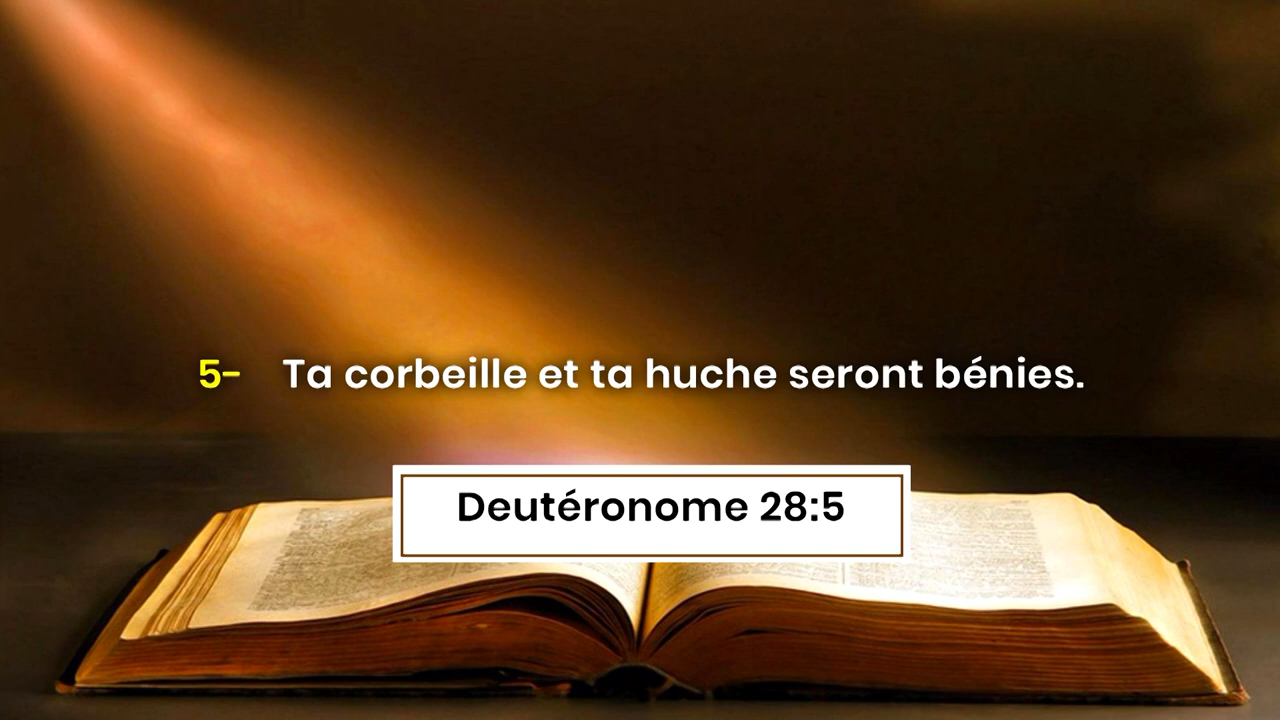 5- Ta corbeille et ta huche seront bénies.
Deutéronome 28:5